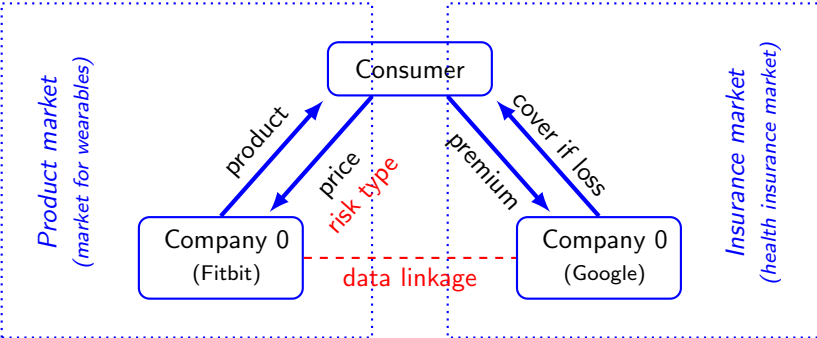 Consumer
Product market
(market for wearables)
product
price
risk type
premium
cover if loss
Insurance market
(health insurance market)
Company 0
(Fitbit)
data linkage
Company 0
(Google)